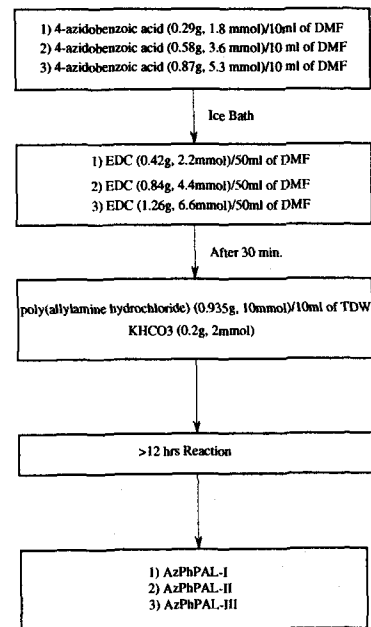 1) 4-azidobenzoic acid (0.29g, 1.8 mmol)/10ml of DMF
2) 4-azidobenzoic acid (0.58g, 3.6 mmol)/10 ml of DMF
3) 4-azidobenzoic acid (0.87g, 5.3 mmol)/10 ml of DMF
Ice Bath
1) EDC (0.42g, 2.2mmol)/50ml of DMF
2) EDC (0.84g, 4.4mmol)/50ml of DMF
3) EDC (1.26g, 6.6mmol)/50ml of DMF
After 30 min.
poly(allylamine hydrochloride) (0.935g, 10mmol)/10ml of TDW
KHCO3 (0.2g, 2mmol)
>12 hrs Reaction
1) AzPhPAL-I
2) AzPhPAL-II
3) AzPhPAL-III